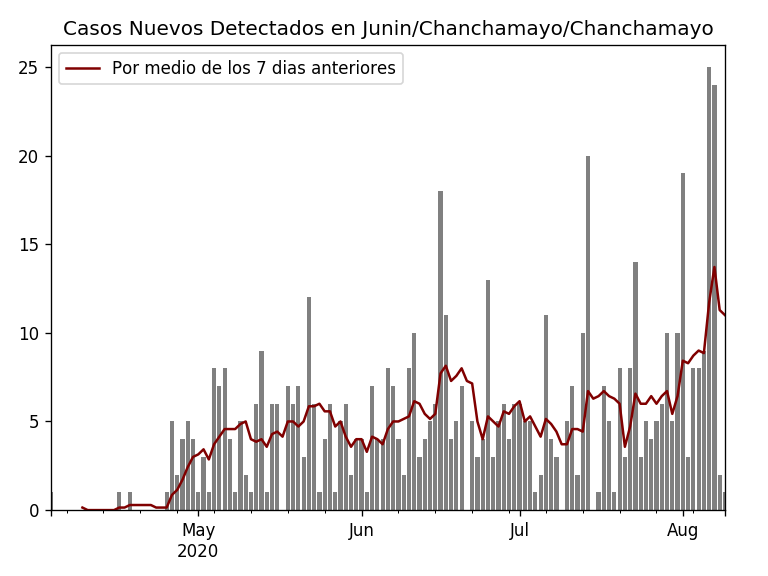 Casos Nuevos Detectados en Junin/Chanchamayo/Chanchamayo
Por medio de los 7 dias anteriores
25
20
15
10
5
0
May Jun Jul Aug
2020